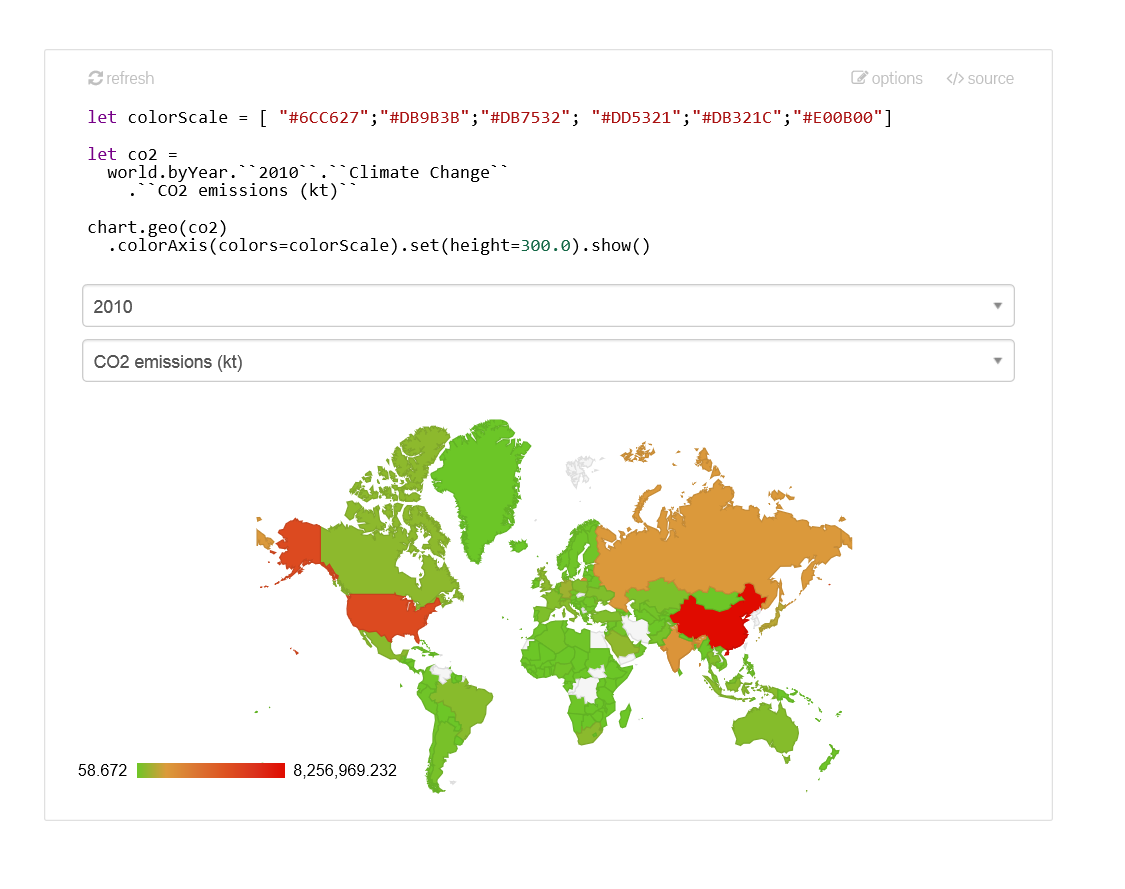 refresh
options
source
let colorScale = [ "#6CC627";"#DB9B3B";"#DB7532"; "#DD5321";"#DB321C";"#E00B00"]
let co2 =
world.byYear.``2010``.``Climate Change``
.``CO2 emissions (kt)``
chart.geo(co2)
.colorAxis(colors=colorScale).set(height=300.0).show()
2010
CO2 emissions (kt)
58.672
8,256,969.232